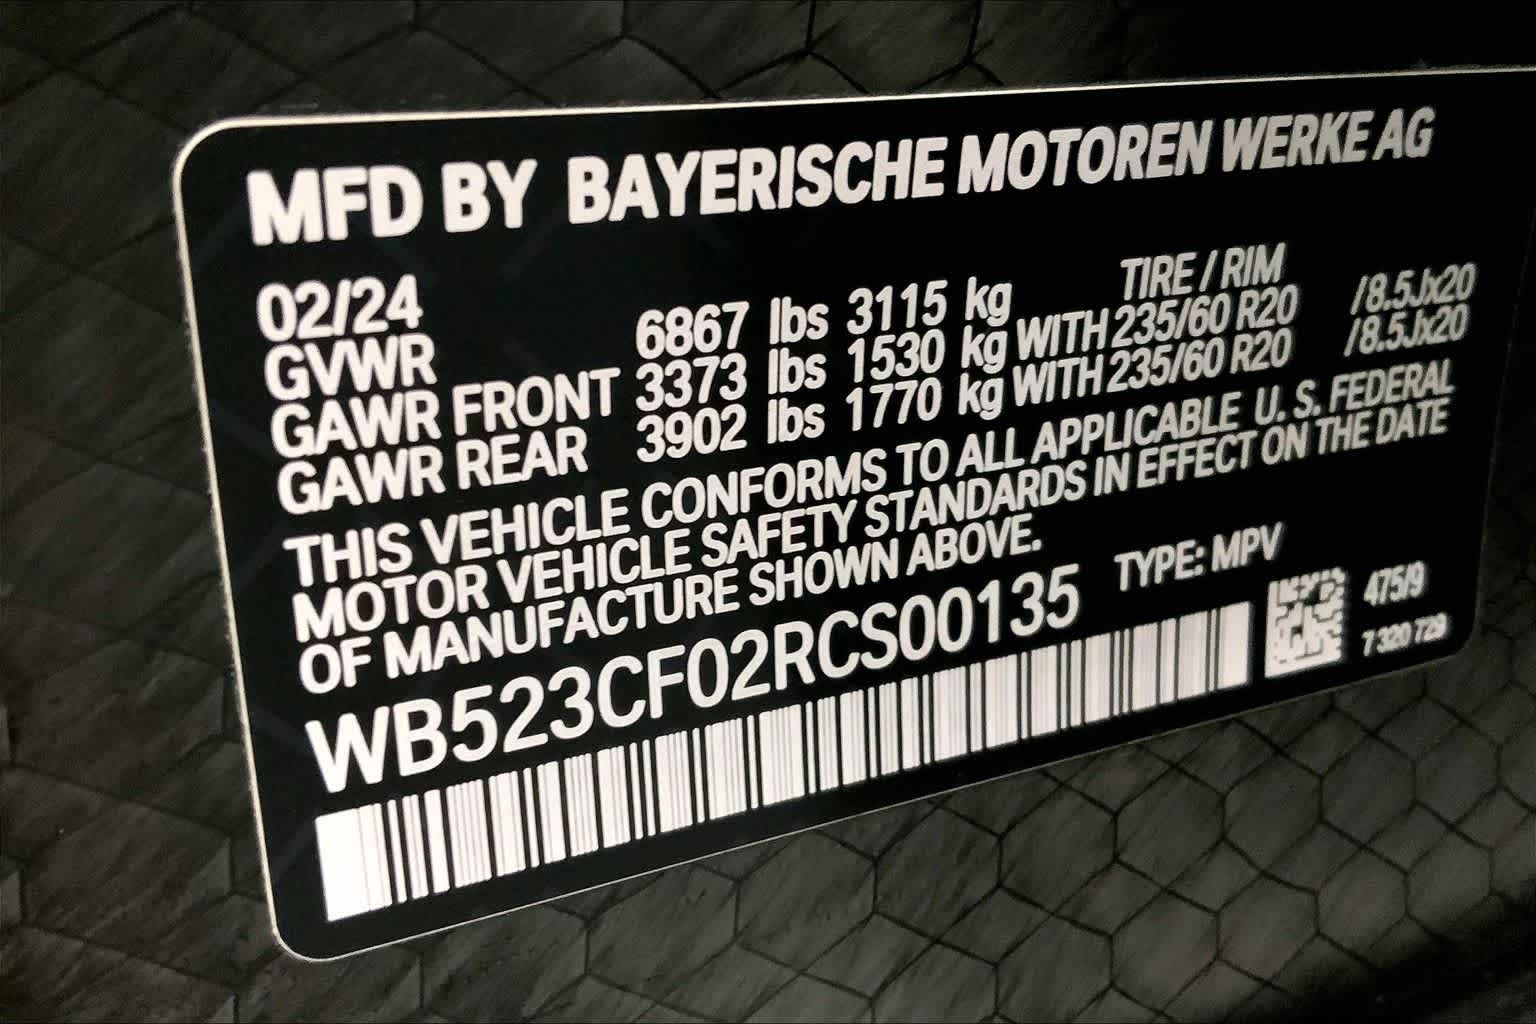 MFD BY BAYERISCHE MOTOREN WERKE AG
02/24 TIRE / RIM
GVWR 6867 lbs 3115 kg
GAWR FRONT 3373 lbs 1530 kg WITH 235/60 R20 /8.5Jx20
GAWR REAR 3902 lbs 1770 kg WITH 235/60 R20 /8.5Jx20
THIS VEHICLE CONFORMS TO ALL APPLICABLE U. S. FEDERAL
MOTOR VEHICLE SAFETY STANDARDS IN EFFECT ON THE DATE
OF MANUFACTURE SHOWN ABOVE.
WB523CF02RCS00135 TYPE: MPV
475/9
7 320 729